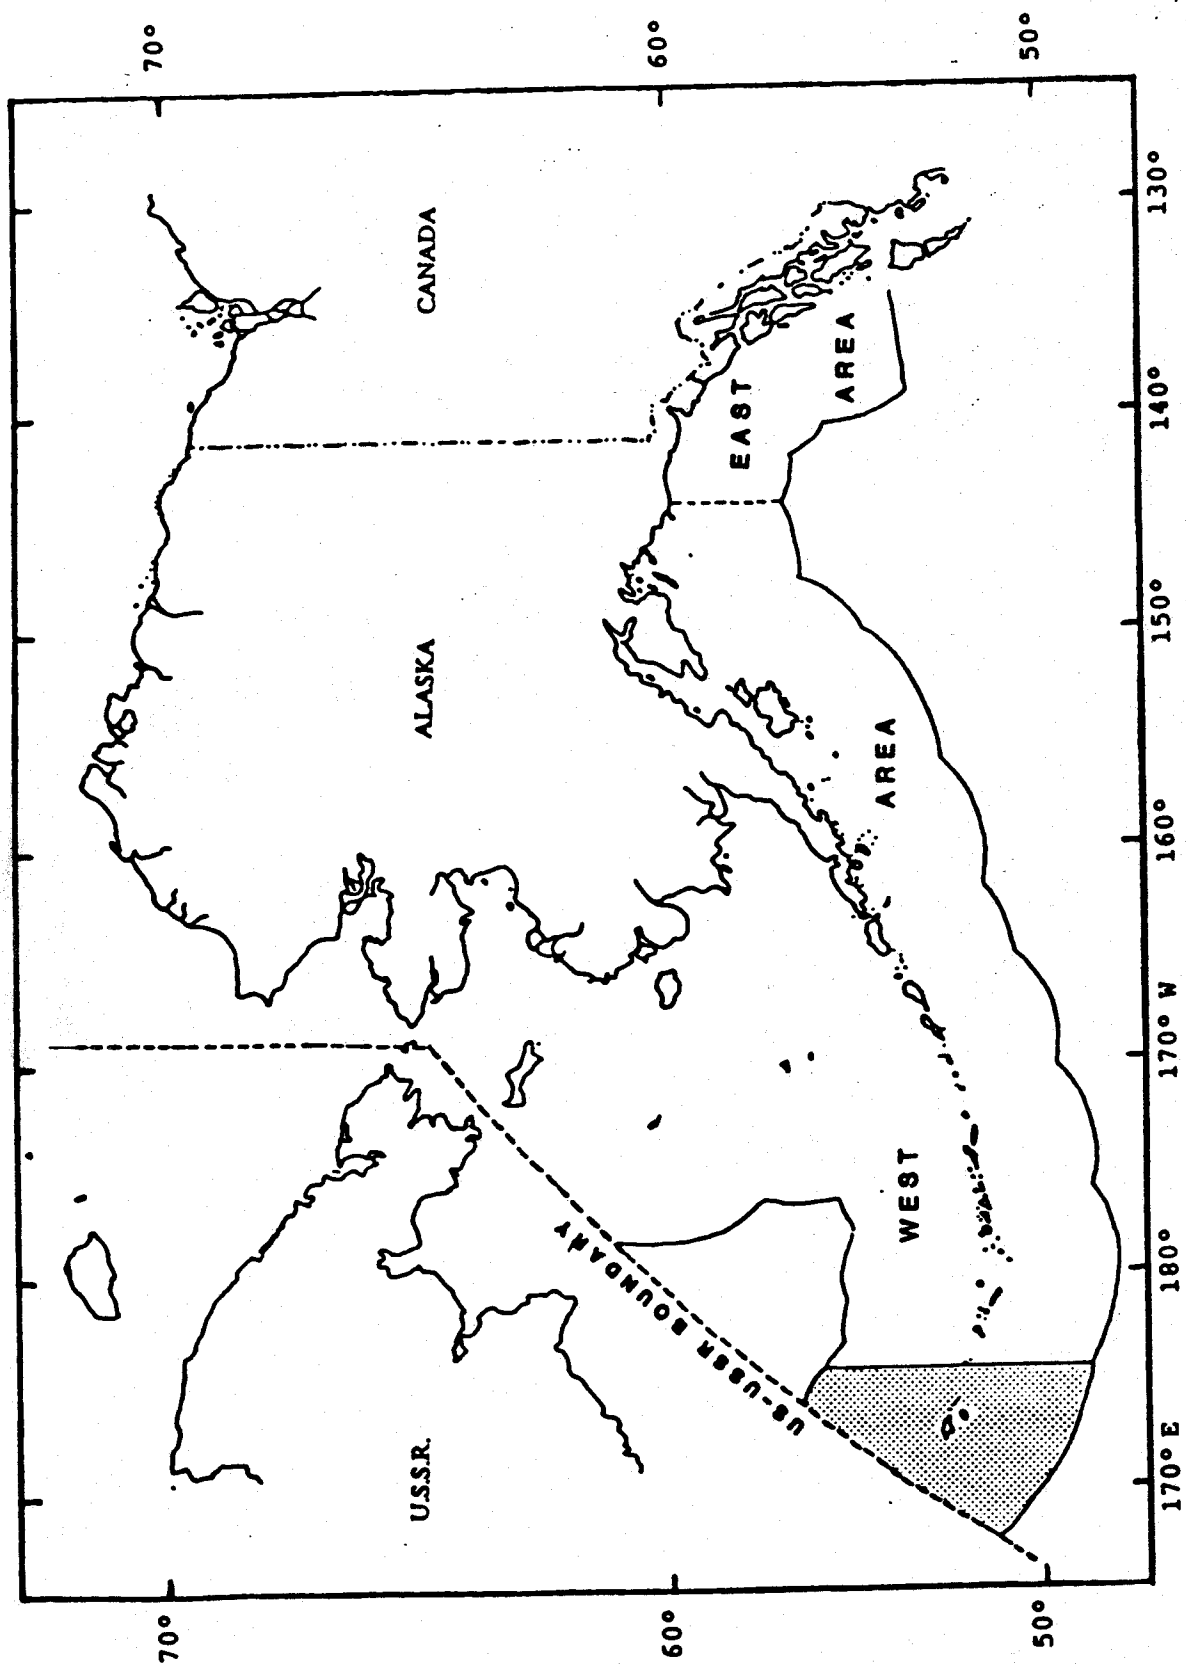 70°
60°
50°
CANADA
ALASKA
U.S.S.R.
EAST
AREA
WEST
AREA
US-USSR BOUNDARY
70°
60°
50°
170° E
180°
170° W
160°
150°
140°
130°